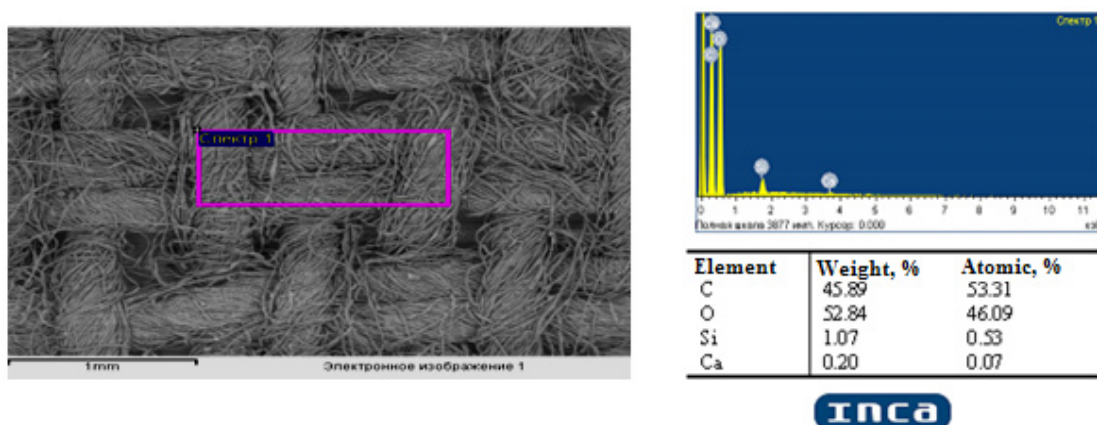 Спектр 1
1mm
Электронное изображение 1
Спектр 1
0 1 2 3 4 5 6 7 8 9 10 11
Полная шкала 3877 имп. Курсор: 0.000
Element Weight, % Atomic, %
C 45.89 53.31
O 52.84 46.09
Si 1.07 0.53
Ca 0.20 0.07
INCA